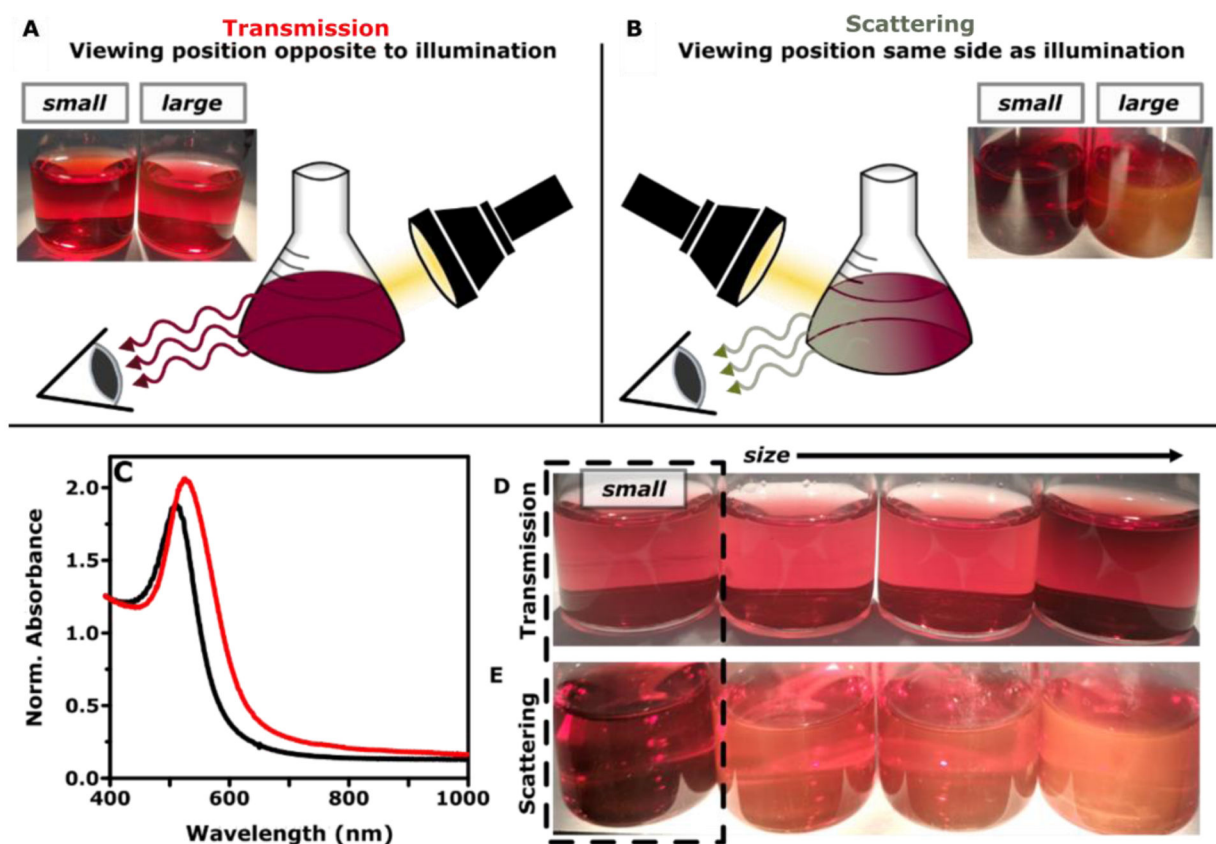 A
Transmission
Viewing position opposite to illumination
small
large
B
Scattering
Viewing position same side as illumination
small
large
C
Norm. Absorbance
2.0
1.5
1.0
0.5
0.0
400
600
800
1000
Wavelength (nm)
size
D
small
Transmission
E
Scattering